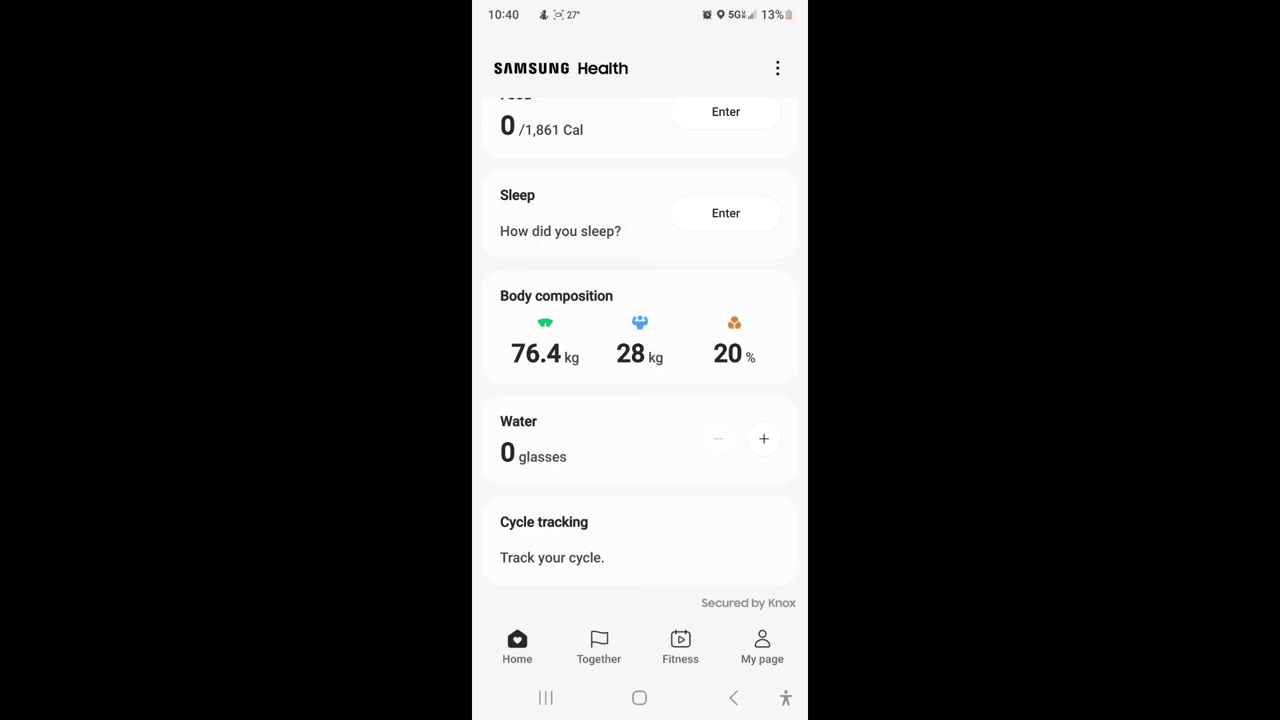 10:40 27° 5G 13%
SAMSUNG Health
0 /1,861 Cal
Enter
Sleep
How did you sleep?
Enter
Body composition
76.4 kg 28 kg 20 %
Water
0 glasses
Cycle tracking
Track your cycle.
Secured by Knox
Home Together Fitness My page